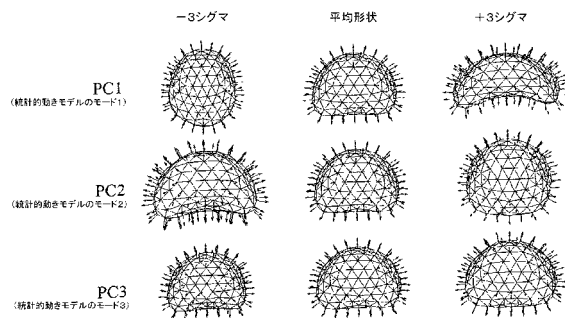 －3シグマ
平均形状
＋3シグマ
PC1
(統計的動きモデルのモード1)
PC2
(統計的動きモデルのモード2)
PC3
(統計的動きモデルのモード3)